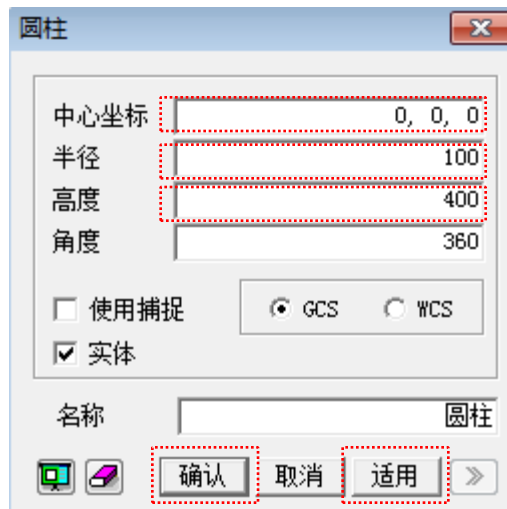 圆柱
中心坐标 0, 0, 0
半径 100
高度 400
角度 360
使用捕捉 GCS WCS
实体
名称 圆柱
确认 取消 适用